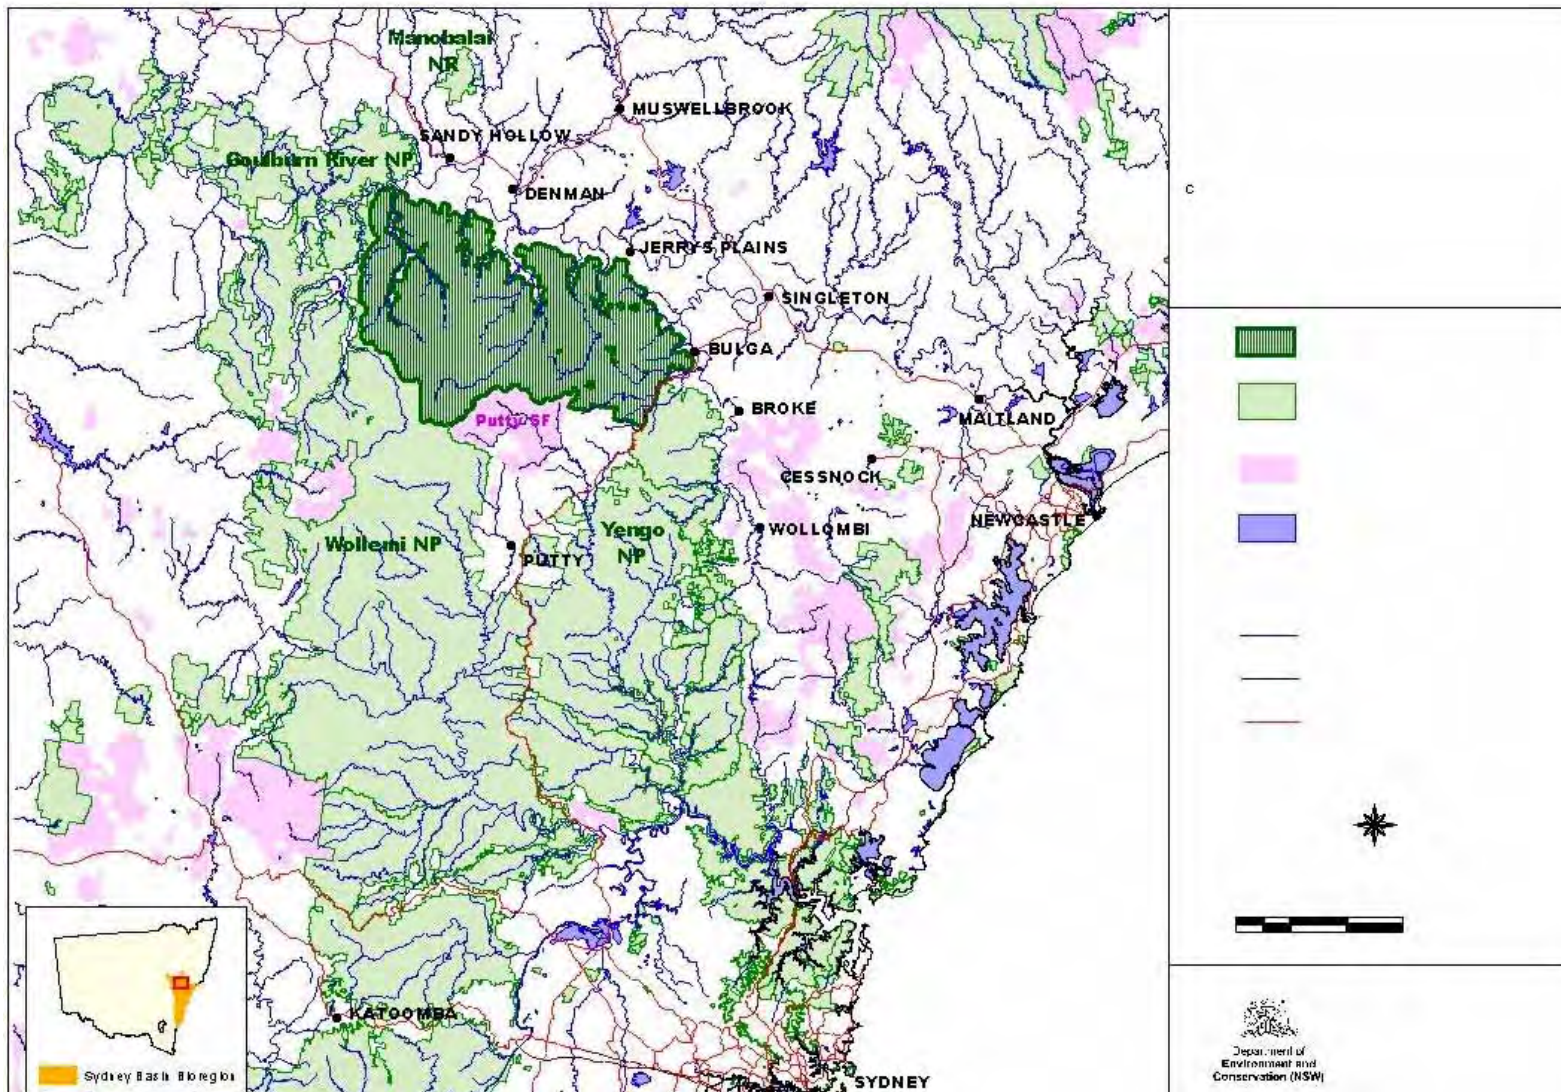 Manobalai
NR
MUSWELLBROOK
SANDY HOLLOW
Goulburn River NP
DENMAN
C
JERRYS PLAINS
SINGLETON
BULGA
BROKE
MAITLAND
Putty SF
CESSNOCK
NEWCASTLE
WOLLOMBI
Wollemi NP
Yengo
NP
PUTTY
KATOOMBA
SYDNEY
Sydney Basin Bioregion
Department of
Environment and
Conservation (NSW)